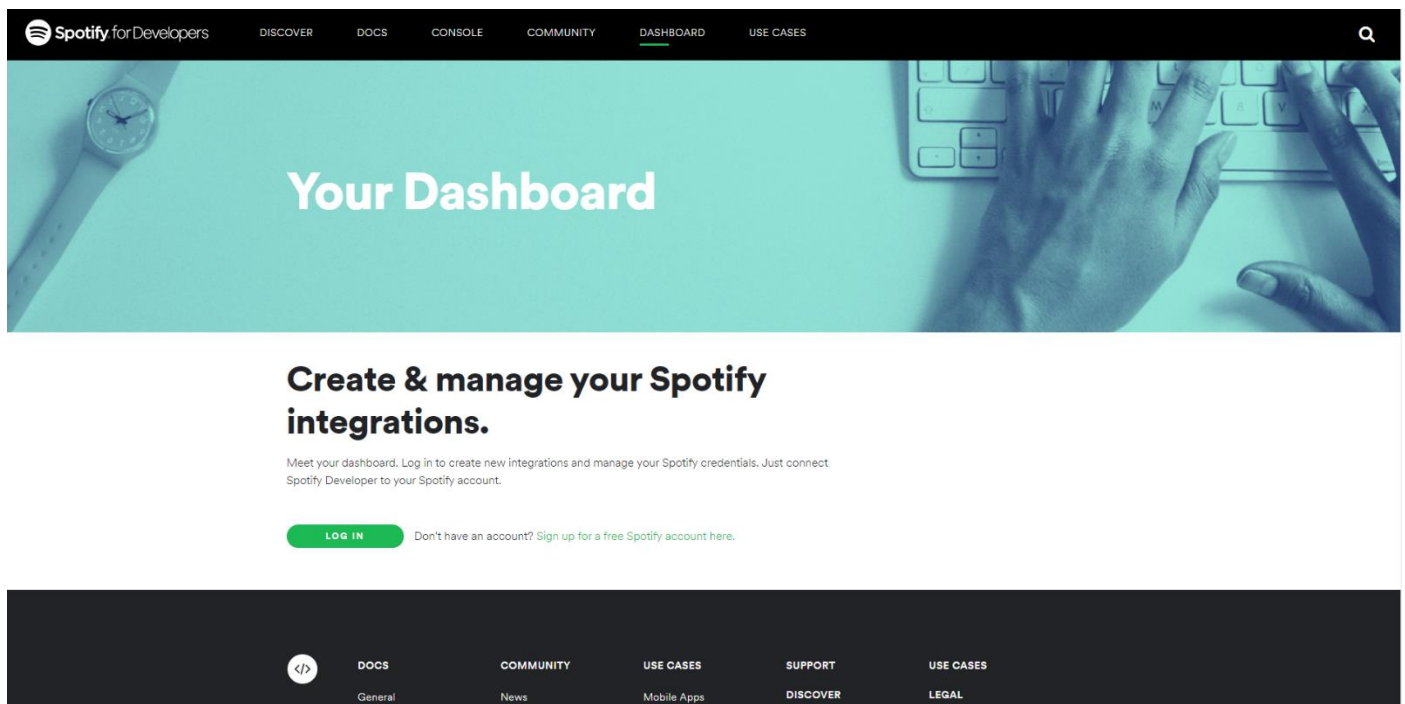 Spotify for Developers DISCOVER DOCS CONSOLE COMMUNITY DASHBOARD USE CASES
M B V X
Your Dashboard
Create & manage your Spotify
integrations.
Meet your dashboard. Log in to create new integrations and manage your Spotify credentials. Just connect
Spotify Developer to your Spotify account.
LOG IN Don't have an account? Sign up for a free Spotify account here.
</> DOCS COMMUNITY USE CASES SUPPORT USE CASES
General News Mobile Apps DISCOVER LEGAL